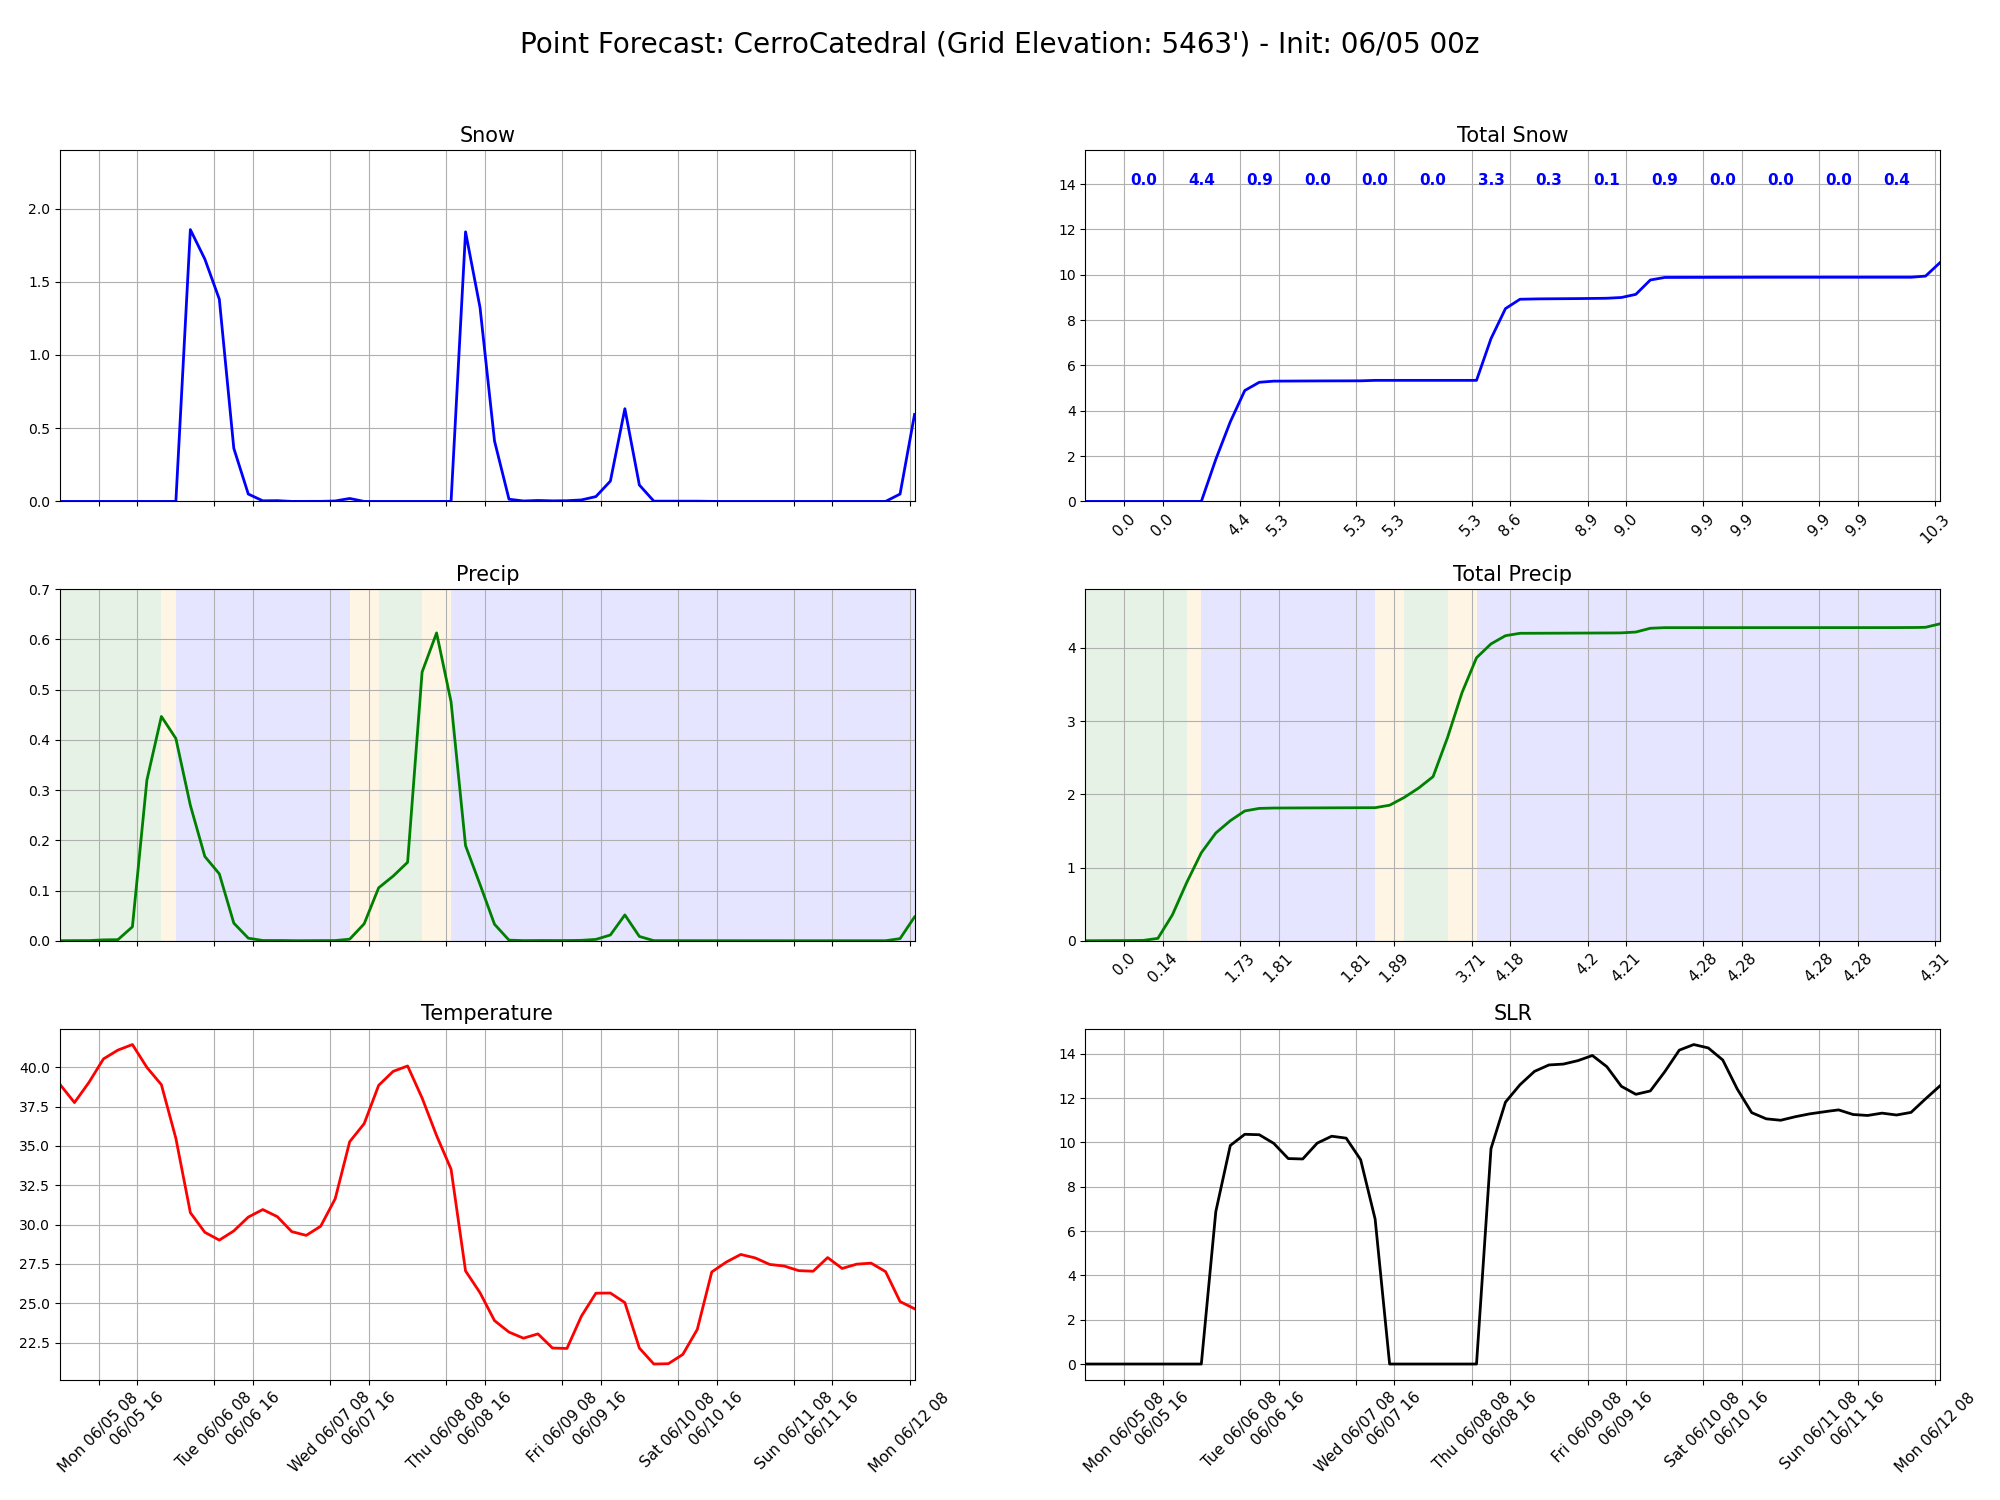 Point Forecast: CerroCatedral (Grid Elevation: 5463') - Init: 06/05 00z
Snow
2.0
1.5
1.0
0.5
0.0
Total Snow
0.0 4.4 0.9 0.0 0.0 0.0 3.3 0.3 0.1 0.9 0.0 0.0 0.0 0.4
14
12
10
8
6
4
2
0
0.0 0.0 4.4 5.3 5.3 5.3 5.3 8.6 8.9 9.0 9.9 9.9 9.9 9.9 10.3
Precip
0.7
0.6
0.5
0.4
0.3
0.2
0.1
0.0
Total Precip
4
3
2
1
0
0.0 0.14 1.73 1.81 1.81 1.89 3.71 4.18 4.2 4.21 4.28 4.28 4.28 4.28 4.31
Temperature
40.0
37.5
35.0
32.5
30.0
27.5
25.0
22.5
Mon 06/05 08
06/05 16
Tue 06/06 08
06/06 16
Wed 06/07 08
06/07 16
Thu 06/08 08
06/08 16
Fri 06/09 08
06/09 16
Sat 06/10 08
06/10 16
Sun 06/11 08
06/11 16
Mon 06/12 08
SLR
14
12
10
8
6
4
2
0
Mon 06/05 08
06/05 16
Tue 06/06 08
06/06 16
Wed 06/07 08
06/07 16
Thu 06/08 08
06/08 16
Fri 06/09 08
06/09 16
Sat 06/10 08
06/10 16
Sun 06/11 08
06/11 16
Mon 06/12 08